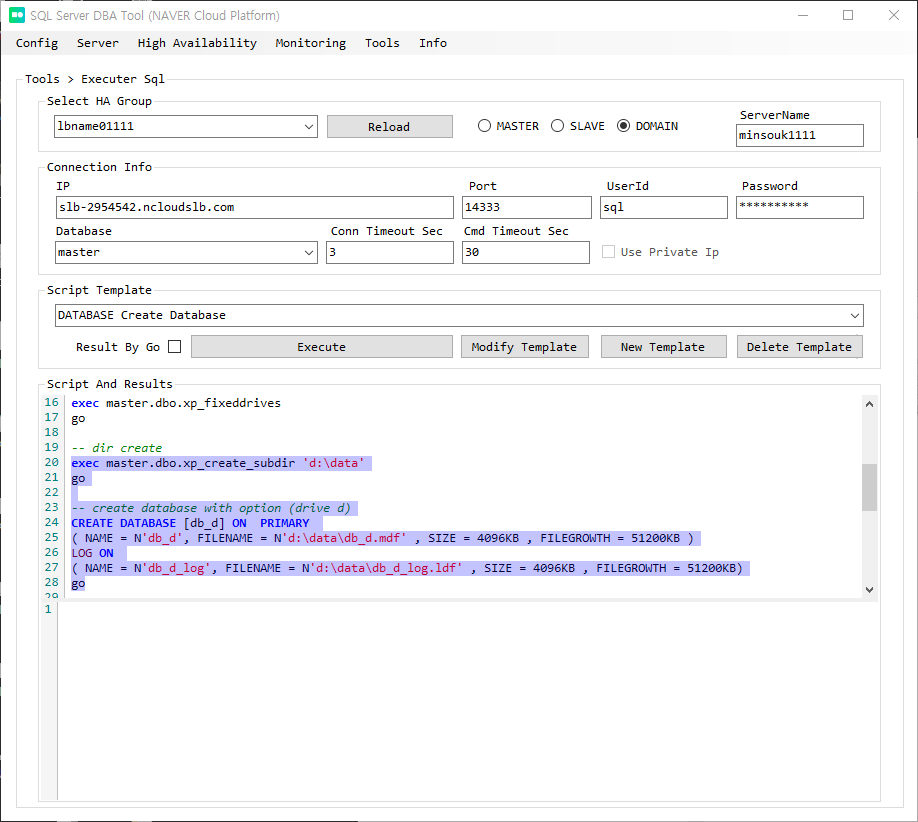 SQL Server DBA Tool (NAVER Cloud Platform)
Config Server High Availability Monitoring Tools Info
Tools > Executer Sql
Select HA Group
lbname01111
Reload
MASTER SLAVE DOMAIN
ServerName
minsouk1111
Connection Info
IP Port UserId Password
slb-2954542.ncloudslb.com 14333 sql **********
Database Conn Timeout Sec Cmd Timeout Sec
master 3 30 Use Private Ip
Script Template
DATABASE Create Database
Result By Go Execute Modify Template New Template Delete Template
Script And Results
16 exec master.dbo.xp_fixeddrives
17 go
18
19 -- dir create
20 exec master.dbo.xp_create_subdir 'd:\data'
21 go
22
23 -- create database with option (drive d)
24 CREATE DATABASE [db_d] ON  PRIMARY
25 ( NAME = N'db_d', FILENAME = N'd:\data\db_d.mdf' , SIZE = 4096KB , FILEGROWTH = 51200KB )
26 LOG ON
27 ( NAME = N'db_d_log', FILENAME = N'd:\data\db_d_log.ldf' , SIZE = 4096KB , FILEGROWTH = 51200KB)
28 go
29
1